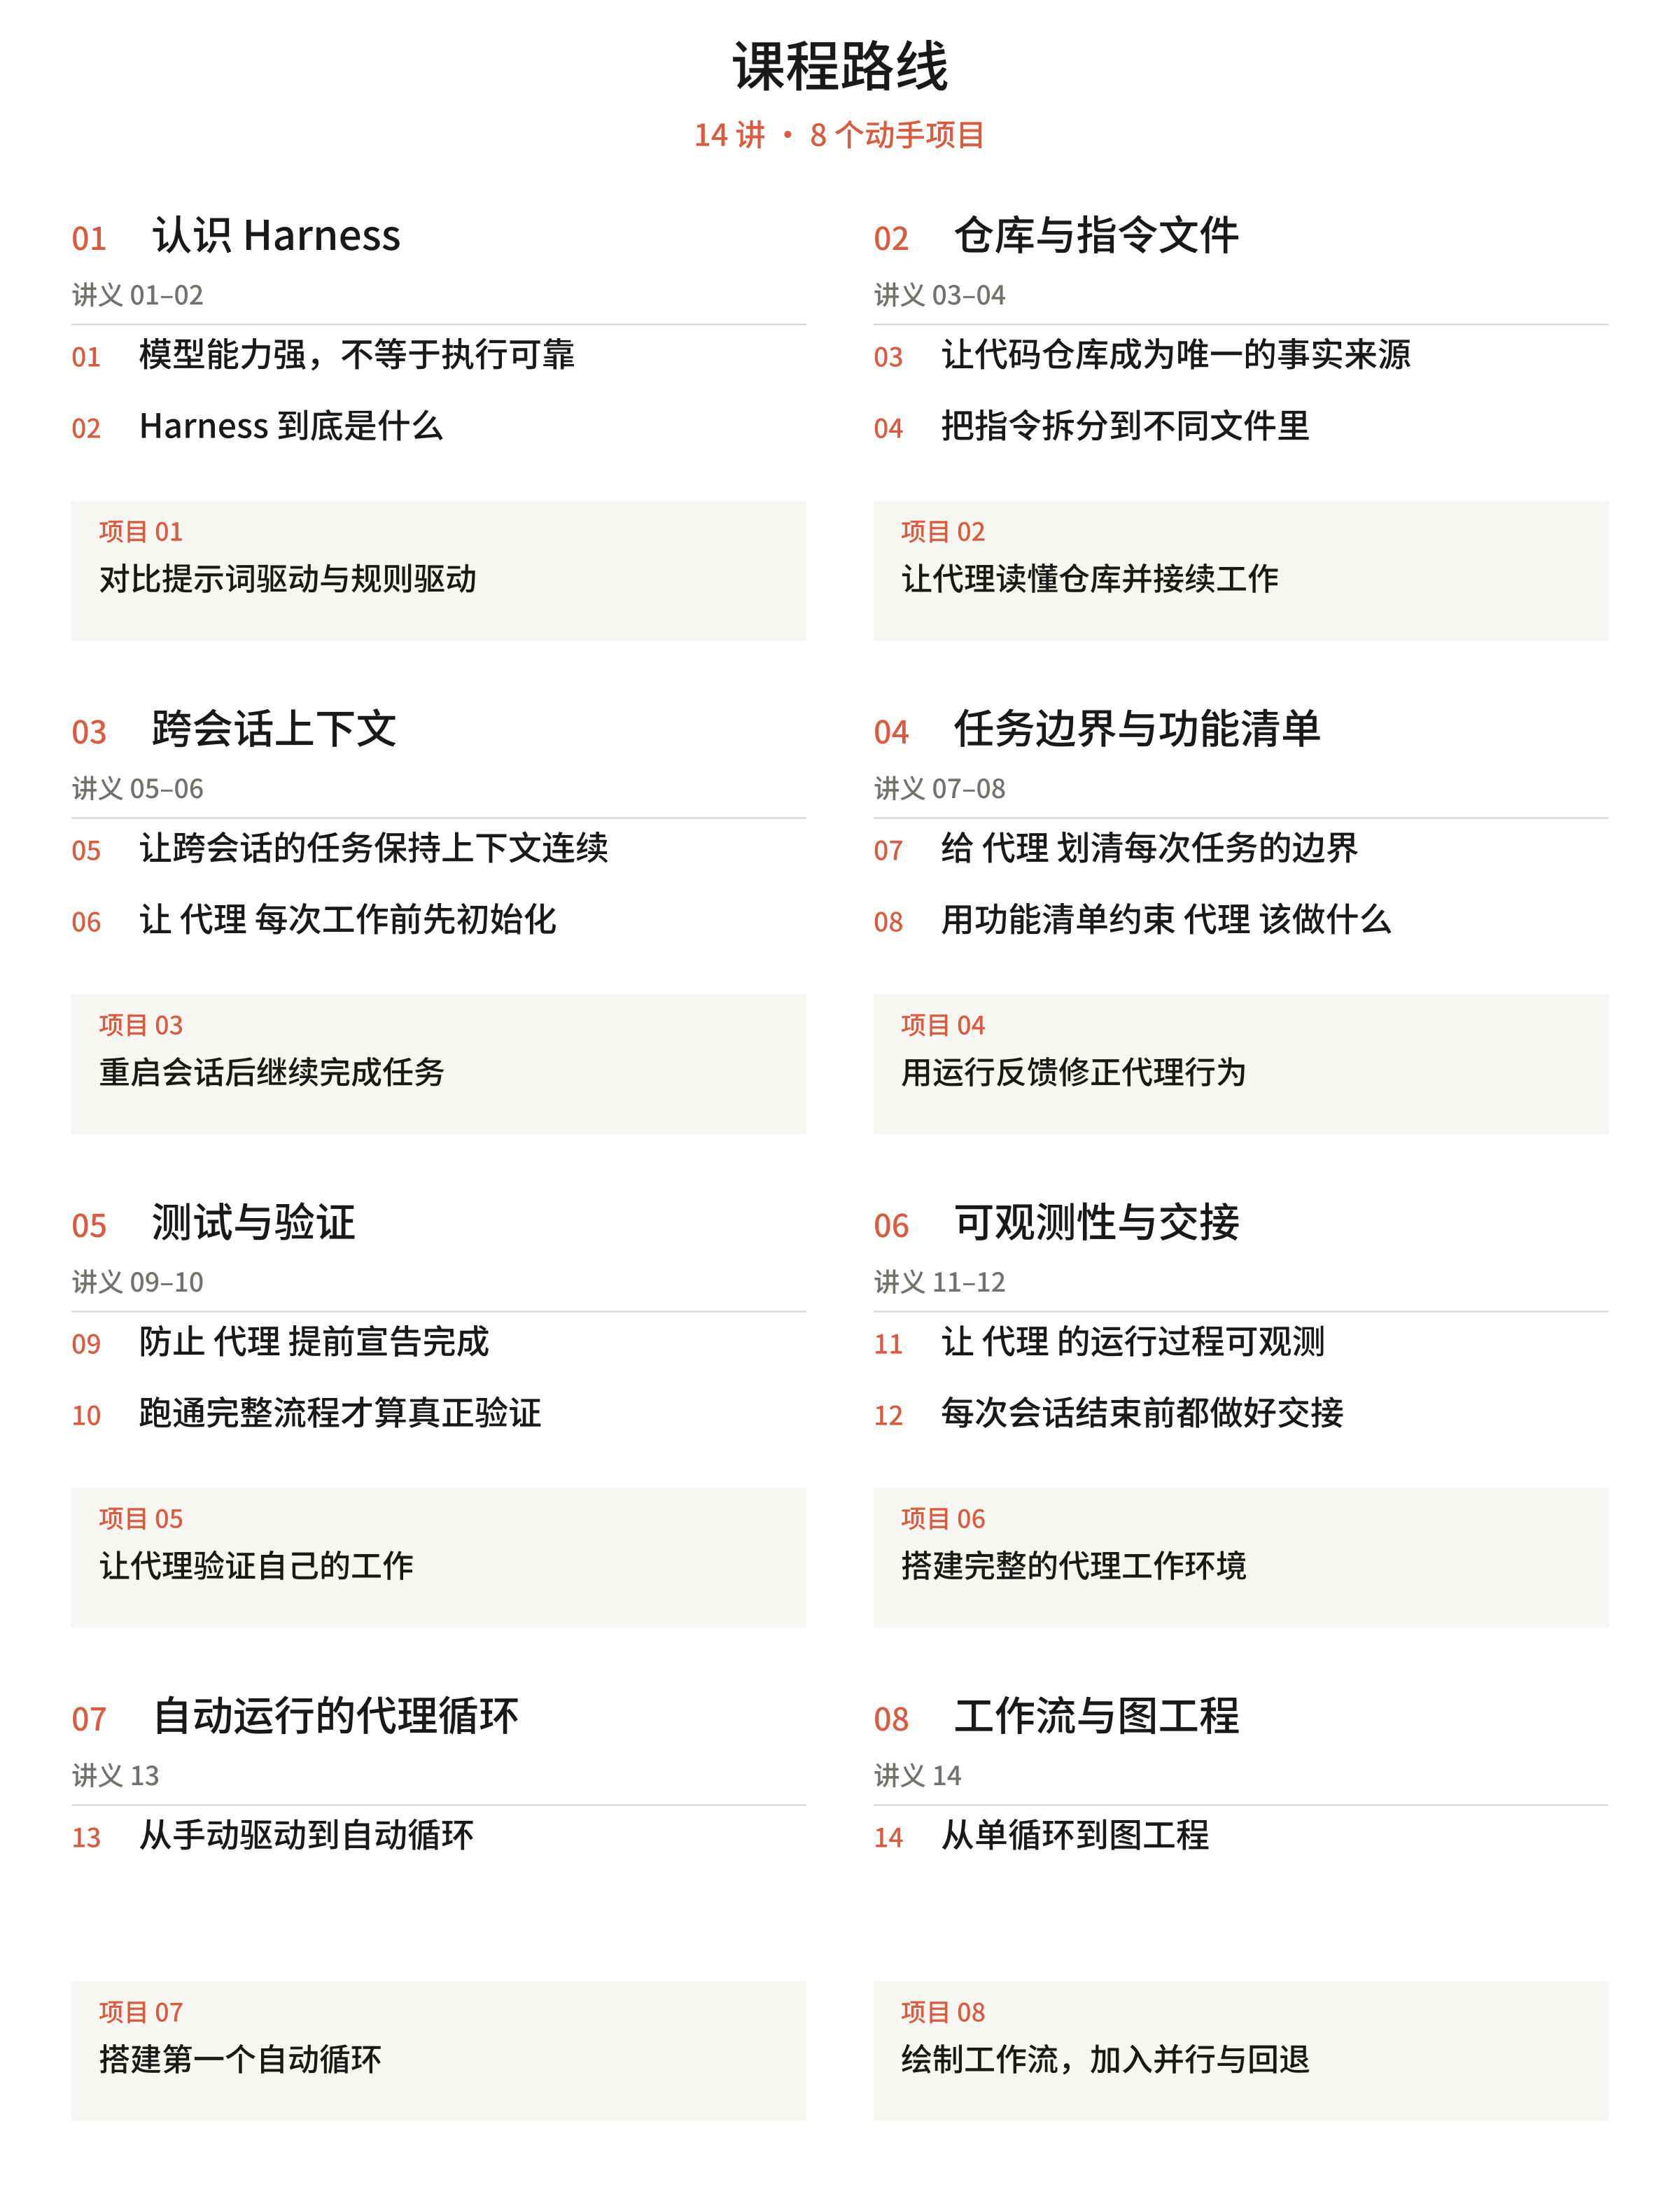 课程路线
14 讲 · 8 个动手项目
01 认识 Harness
讲义 01–02
01 模型能力强，不等于执行可靠
02 Harness 到底是什么
项目 01
对比提示词驱动与规则驱动
02 仓库与指令文件
讲义 03–04
03 让代码仓库成为唯一的事实来源
04 把指令拆分到不同文件里
项目 02
让代理读懂仓库并接续工作
03 跨会话上下文
讲义 05–06
05 让跨会话的任务保持上下文连续
06 让 代理 每次工作前先初始化
项目 03
重启会话后继续完成任务
04 任务边界与功能清单
讲义 07–08
07 给 代理 划清每次任务的边界
08 用功能清单约束 代理 该做什么
项目 04
用运行反馈修正代理行为
05 测试与验证
讲义 09–10
09 防止 代理 提前宣告完成
10 跑通完整流程才算真正验证
项目 05
让代理验证自己的工作
06 可观测性与交接
讲义 11–12
11 让 代理 的运行过程可观测
12 每次会话结束前都做好交接
项目 06
搭建完整的代理工作环境
07 自动运行的代理循环
讲义 13
13 从手动驱动到自动循环
项目 07
搭建第一个自动循环
08 工作流与图工程
讲义 14
14 从单循环到图工程
项目 08
绘制工作流，加入并行与回退